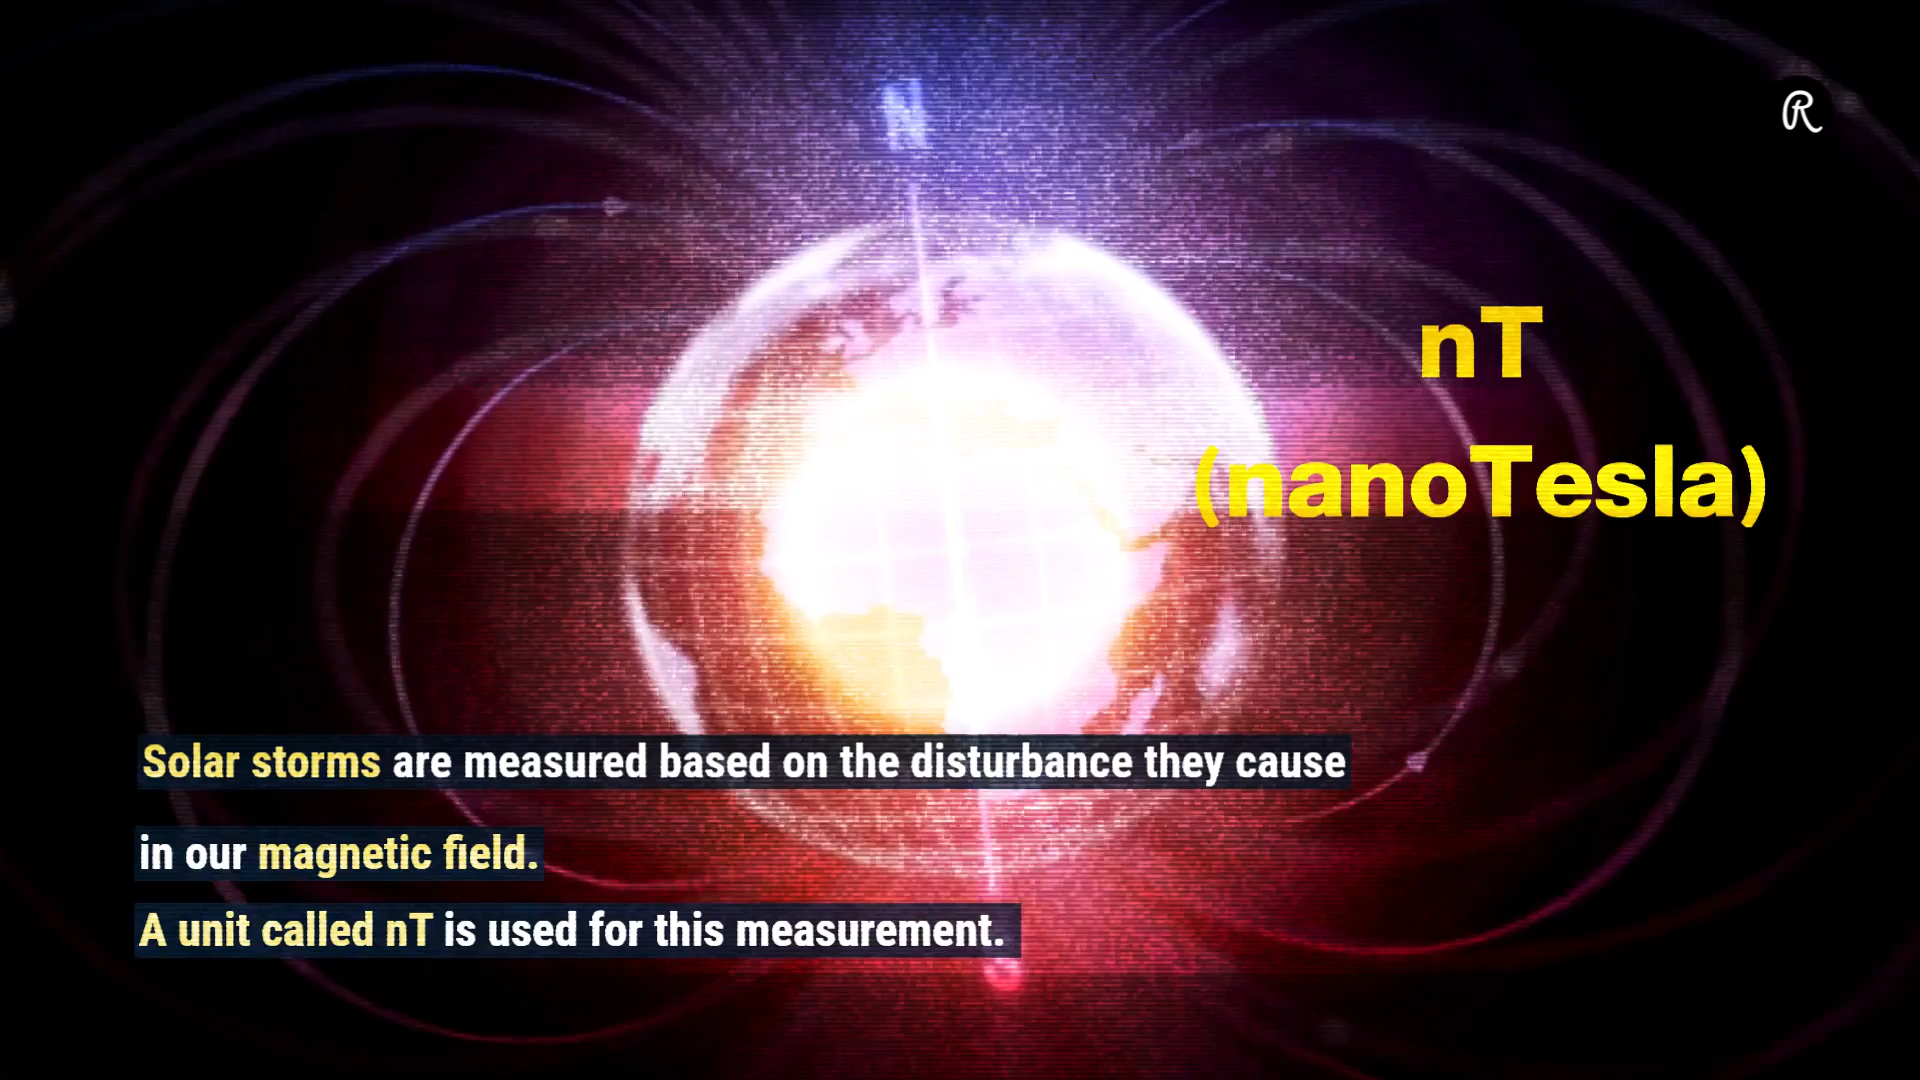 N
R
nT
(nanoTesla)
Solar storms are measured based on the disturbance they cause
in our magnetic field.
A unit called nT is used for this measurement.